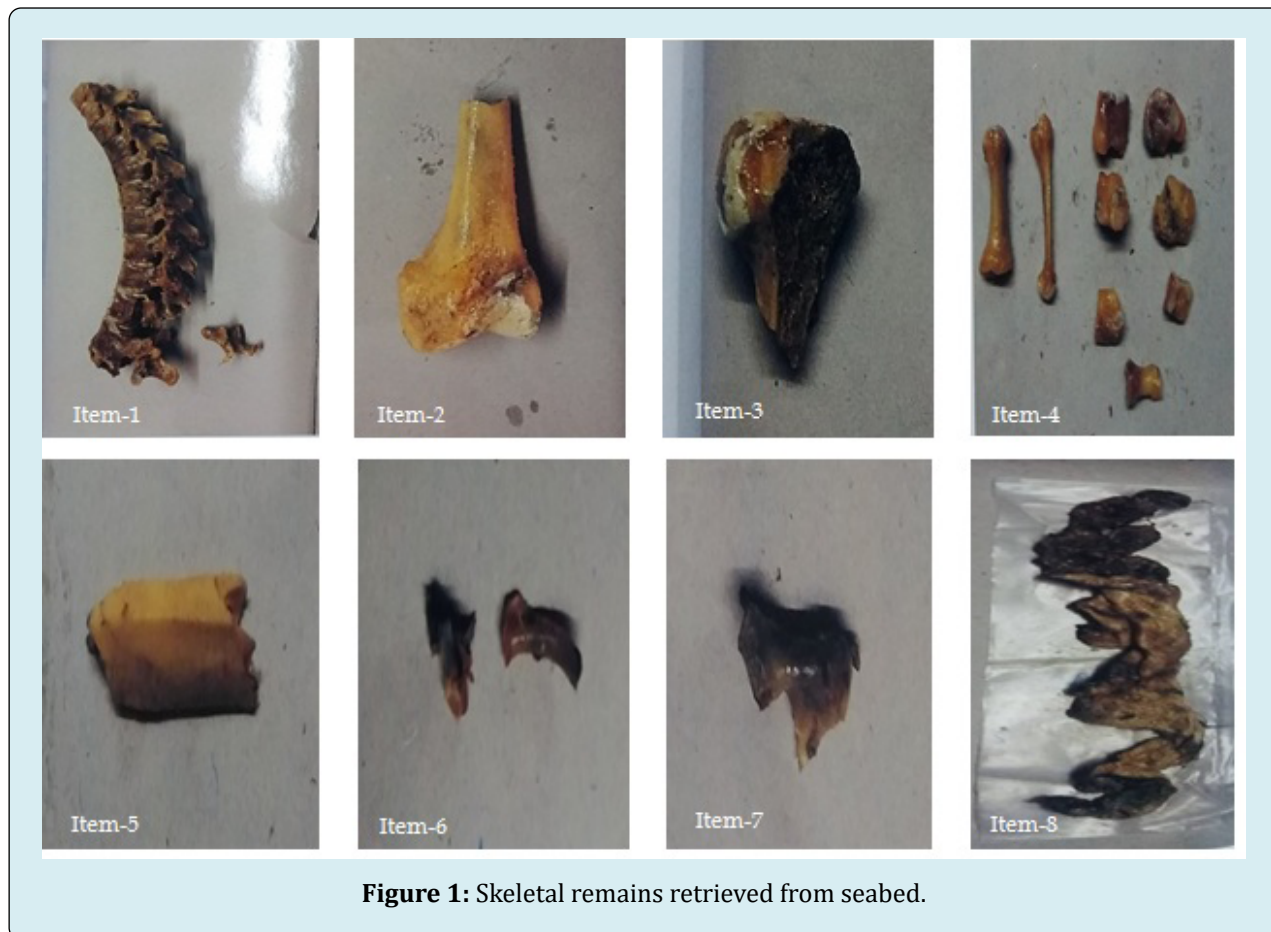 Item-1
Item-2
Item-3
Item-4
Item-5
Item-6
Item-7
Item-8
Figure 1: Skeletal remains retrieved from seabed.